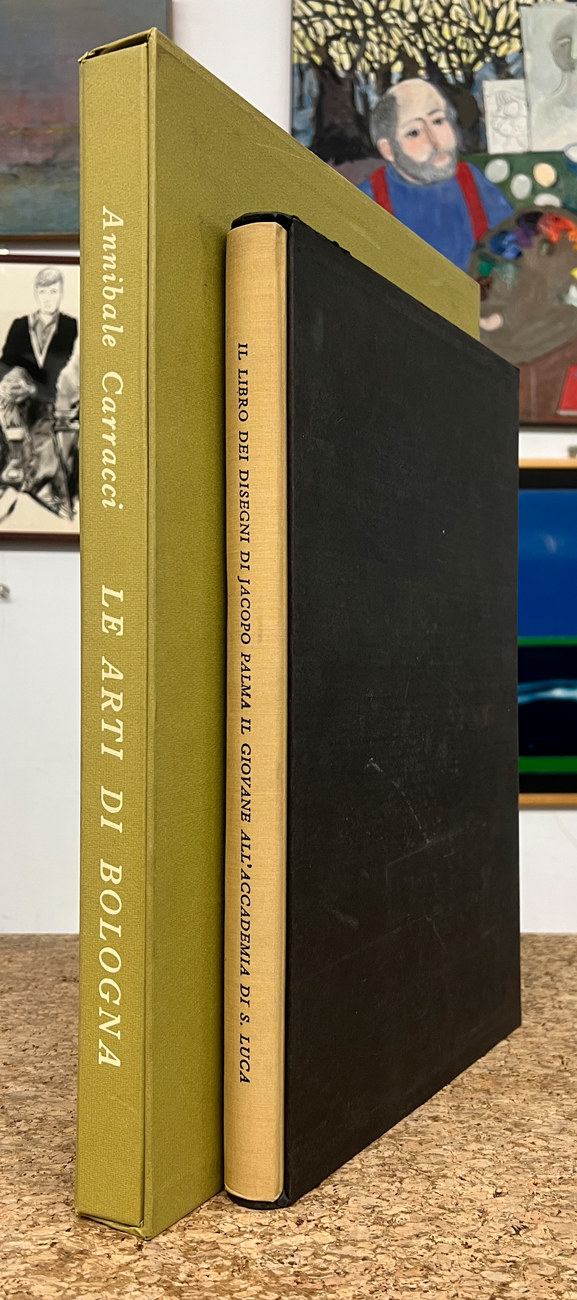 Annibale Carracci LE ARTI DI BOLOGNA
IL LIBRO DEI DISEGNI DI JACOPO PALMA IL GIOVANE ALL'ACCADEMIA DI S. LUCA